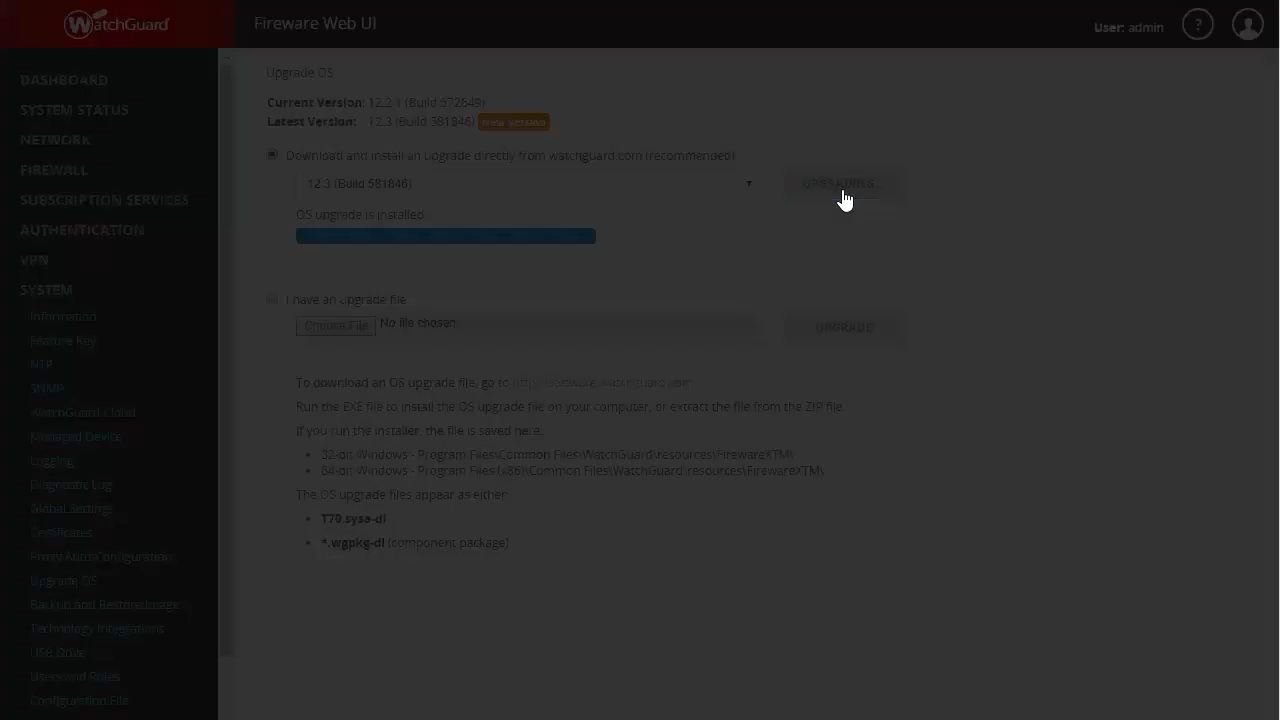 WatchGuard
Fireware Web UI
User: admin
?
DASHBOARD
SYSTEM STATUS
NETWORK
FIREWALL
SUBSCRIPTION SERVICES
AUTHENTICATION
VPN
SYSTEM
Information
Feature Key
NTP
SNMP
WatchGuard Cloud
Managed Device
Logging
Diagnostic Log
Global Settings
Certificates
Proxy Auto-Configuration
Upgrade OS
Backup and Restore Image
Technology Integrations
USB Drive
Users and Roles
Configuration File
Upgrade OS
Current Version: 12.2.1 (Build 572649)
Latest Version: 12.3 (Build 581846) New version
Download and install an upgrade directly from watchguard.com (recommended)
12.3 (Build 581846)
UPGRADING...
OS upgrade is installed.
I have an upgrade file
Choose File No file chosen
UPGRADE
To download an OS upgrade file, go to http://software.watchguard.com
Run the EXE file to install the OS upgrade file on your computer, or extract the file from the ZIP file.
If you run the installer, the file is saved here:
• 32-bit Windows - Program Files\Common Files\WatchGuard\resources\FirewareXTM\
• 64-bit Windows - Program Files (x86)\Common Files\WatchGuard\resources\FirewareXTM\
The OS upgrade files appear as either:
• T70.sysa-dl
• *.wgpkg-dl (component package)